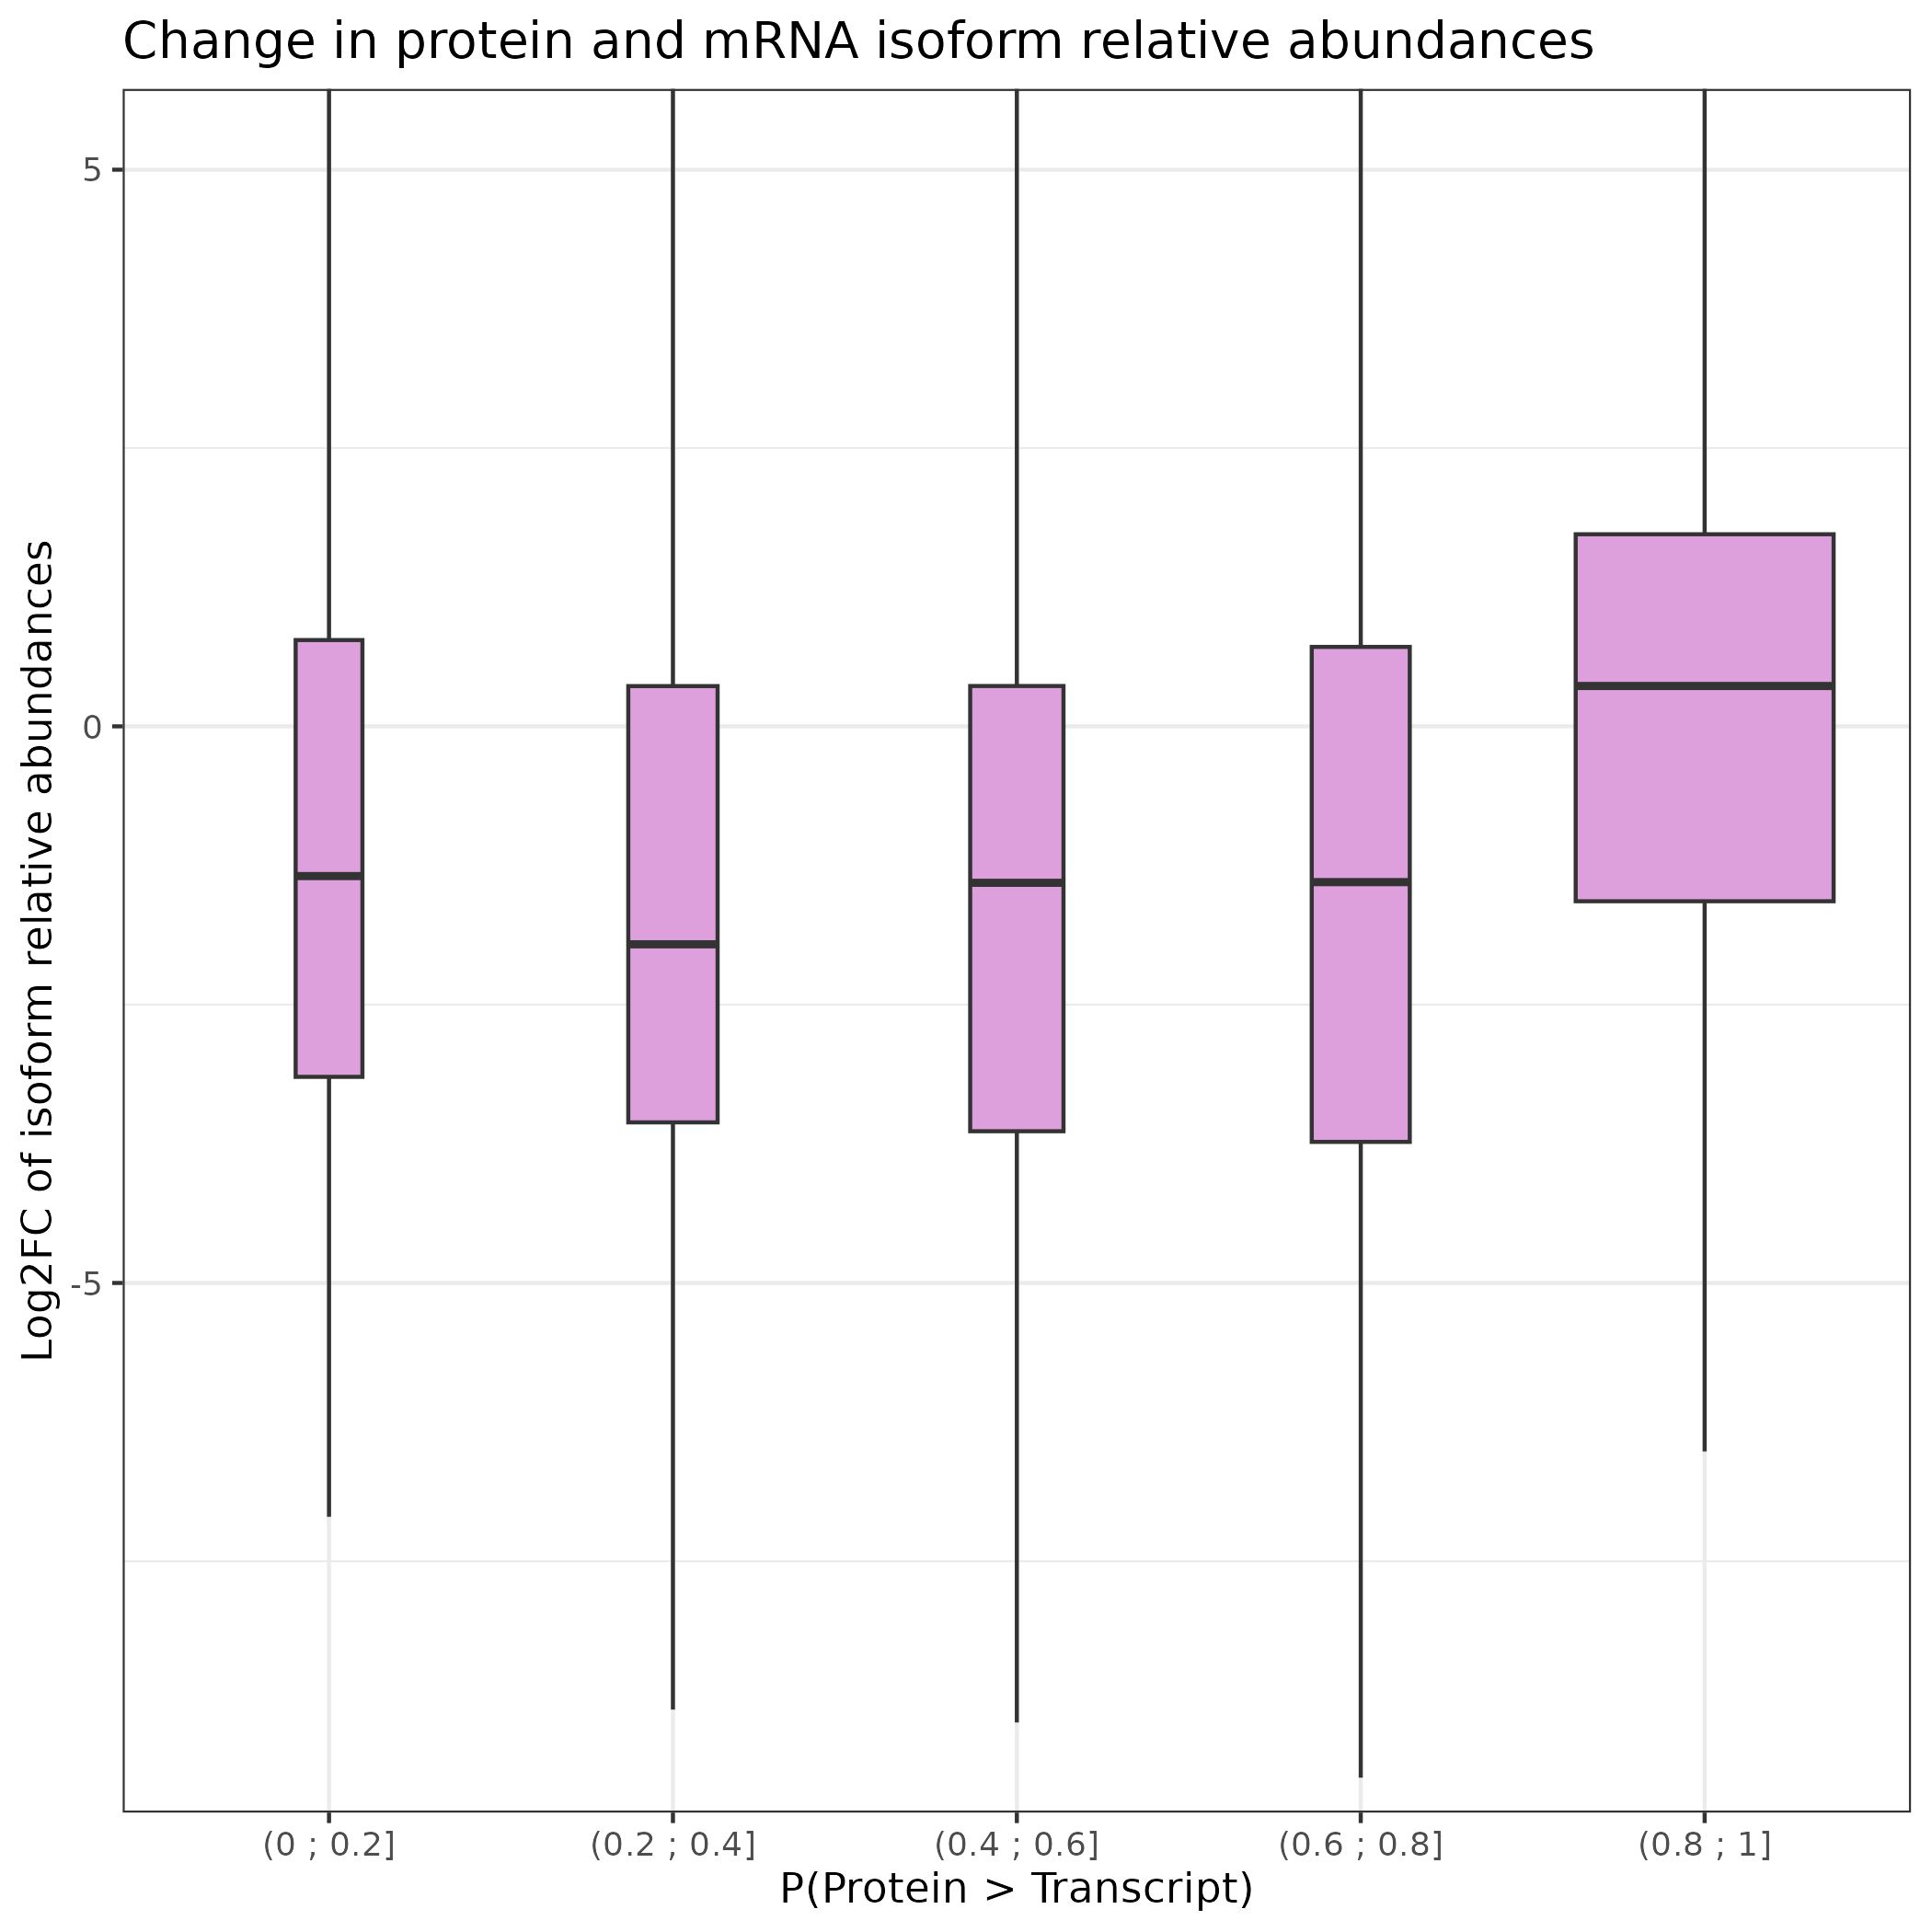 Change in protein and mRNA isoform relative abundances
Log2FC of isoform relative abundances
5
0
-5
(0 ; 0.2]
(0.2 ; 0.4]
(0.4 ; 0.6]
(0.6 ; 0.8]
(0.8 ; 1]
P(Protein > Transcript)